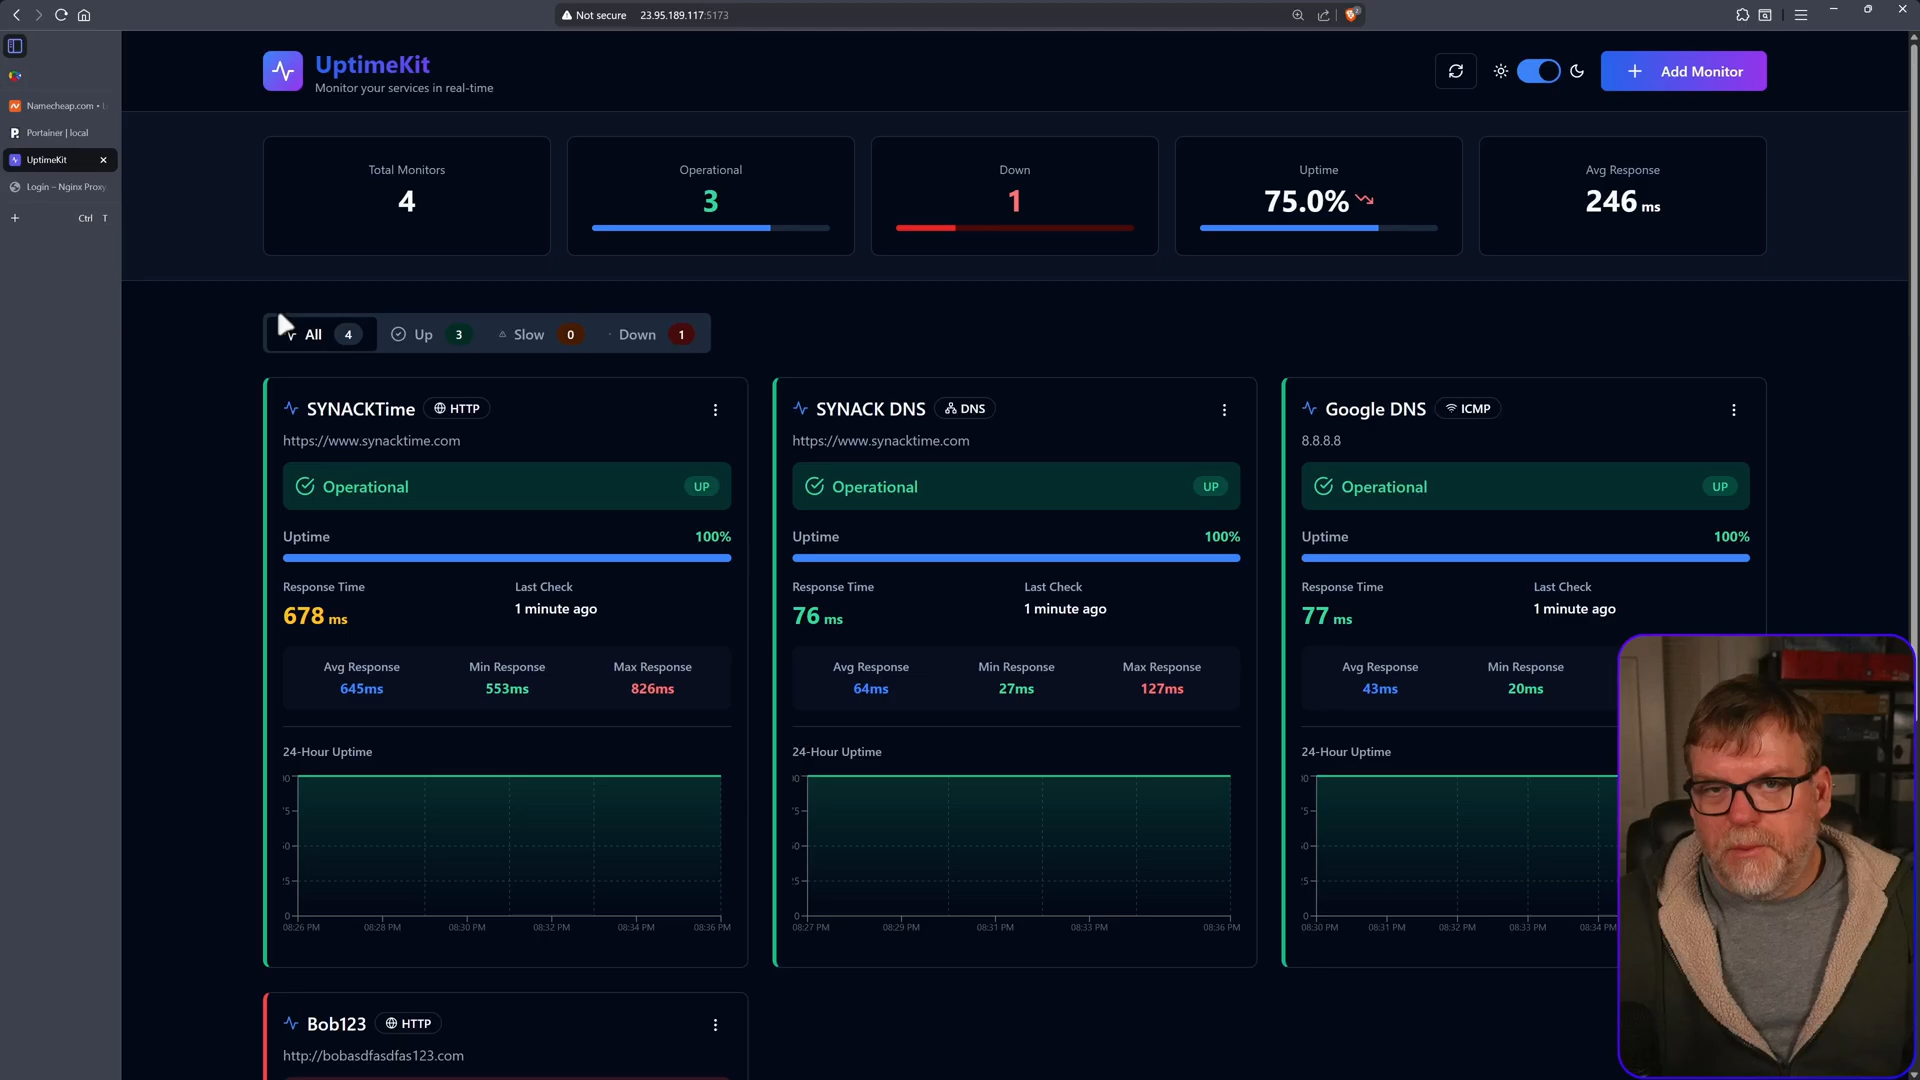 Not secure 23.95.189.117:5173
Namecheap.com •
Portainer | local
UptimeKit
Login – Nginx Proxy
Ctrl T
UptimeKit
Monitor your services in real-time
Add Monitor
Total Monitors
4
Operational
3
Down
1
Uptime
75.0%
Avg Response
246 ms
All 4
Up 3
Slow 0
Down 1
SYNACKTime HTTP
https://www.synacktime.com
Operational UP
Uptime 100%
Response Time Last Check
678 ms 1 minute ago
Avg Response Min Response Max Response
645ms 553ms 826ms
24-Hour Uptime
0
08:26 PM 08:28 PM 08:30 PM 08:32 PM 08:34 PM 08:36 PM
SYNACK DNS DNS
https://www.synacktime.com
Operational UP
Uptime 100%
Response Time Last Check
76 ms 1 minute ago
Avg Response Min Response Max Response
64ms 27ms 127ms
24-Hour Uptime
0
08:27 PM 08:29 PM 08:31 PM 08:33 PM 08:36 PM
Google DNS ICMP
8.8.8.8
Operational UP
Uptime 100%
Response Time Last Check
77 ms 1 minute ago
Avg Response Min Response
43ms 20ms
24-Hour Uptime
0
08:30 PM 08:31 PM 08:32 PM 08:33 PM 08:34 PM
Bob123 HTTP
http://bobasdfasdfas123.com